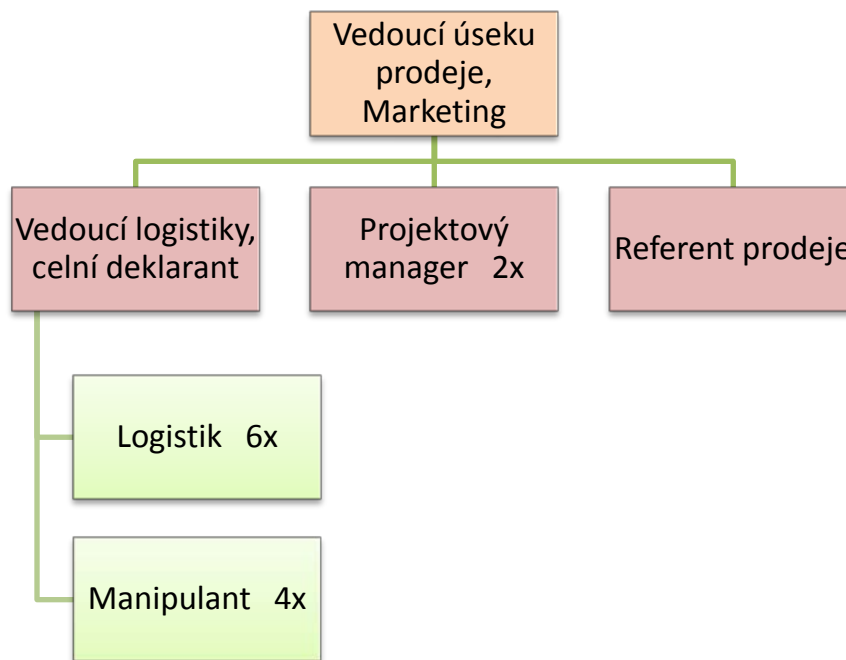 Vedoucí úseku
prodeje,
Marketing
Vedoucí logistiky,
celní deklarant
Projektový
manager 2x
Referent prodeje
Logistik 6x
Manipulant 4x